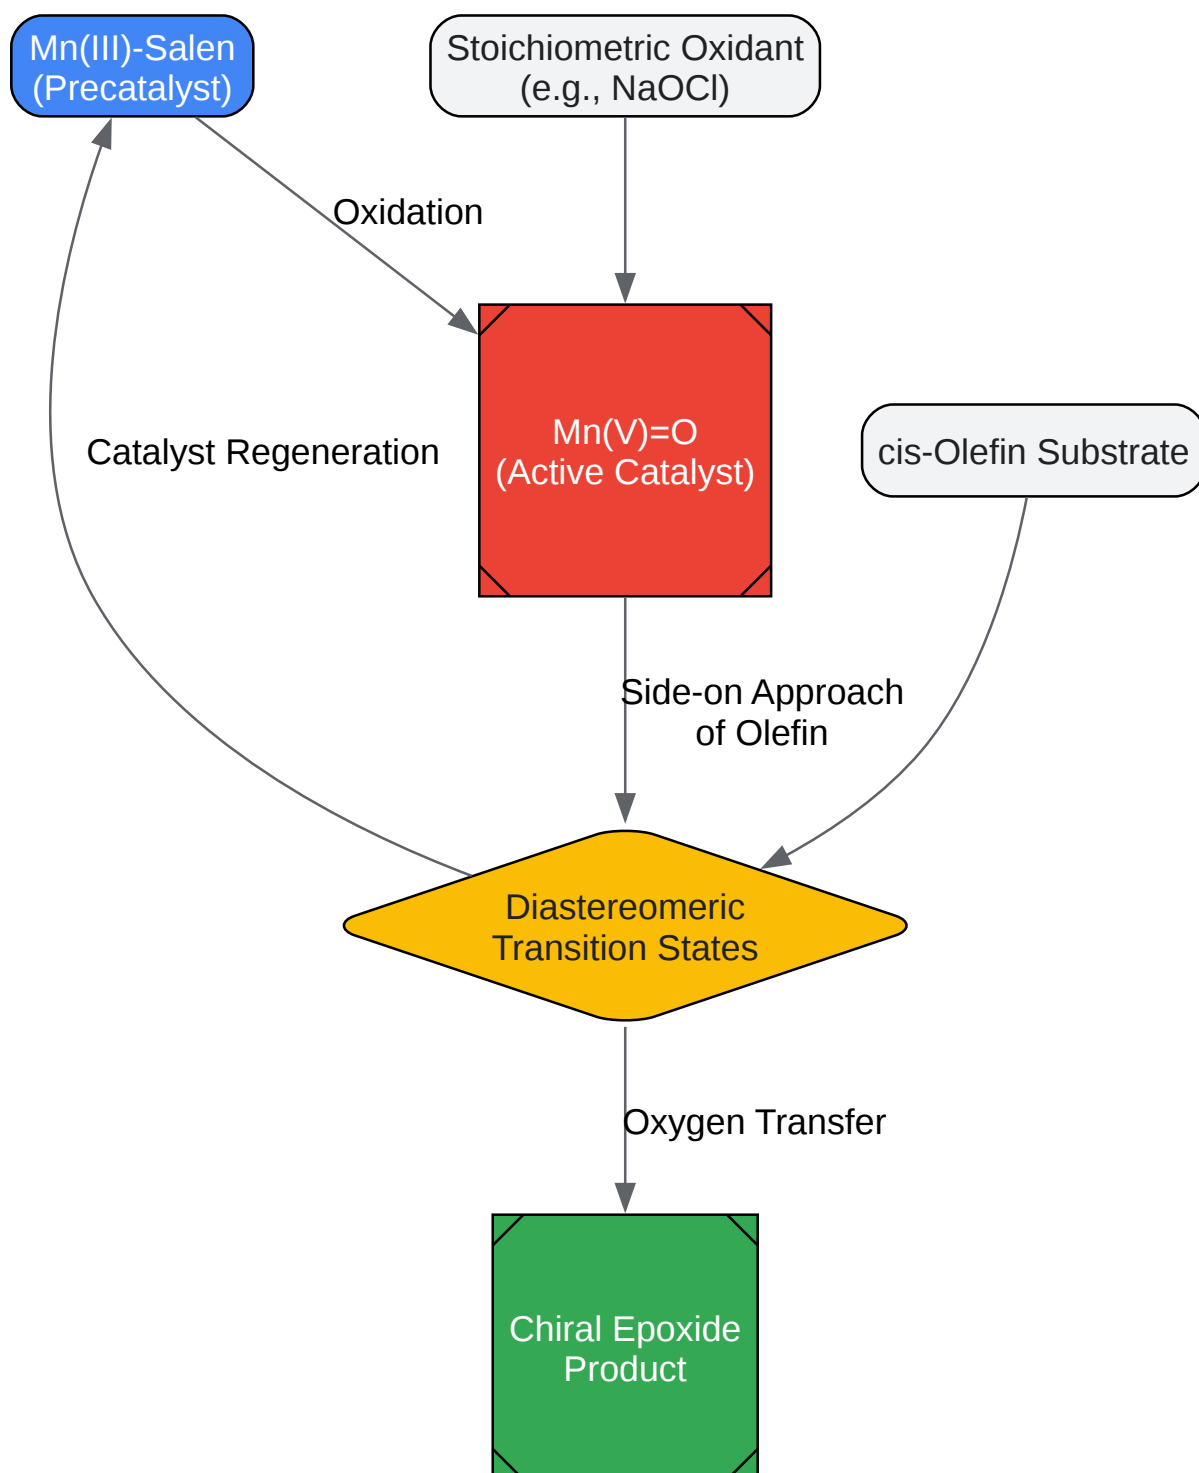 Mn(III)-Salen
(Precatalyst)
Stoichiometric Oxidant
(e.g., NaOCl)
Oxidation
Catalyst Regeneration
Mn(V)=O
(Active Catalyst)
cis-Olefin Substrate
Side-on Approach
of Olefin
Diastereomeric
Transition States
Oxygen Transfer
Chiral Epoxide
Product